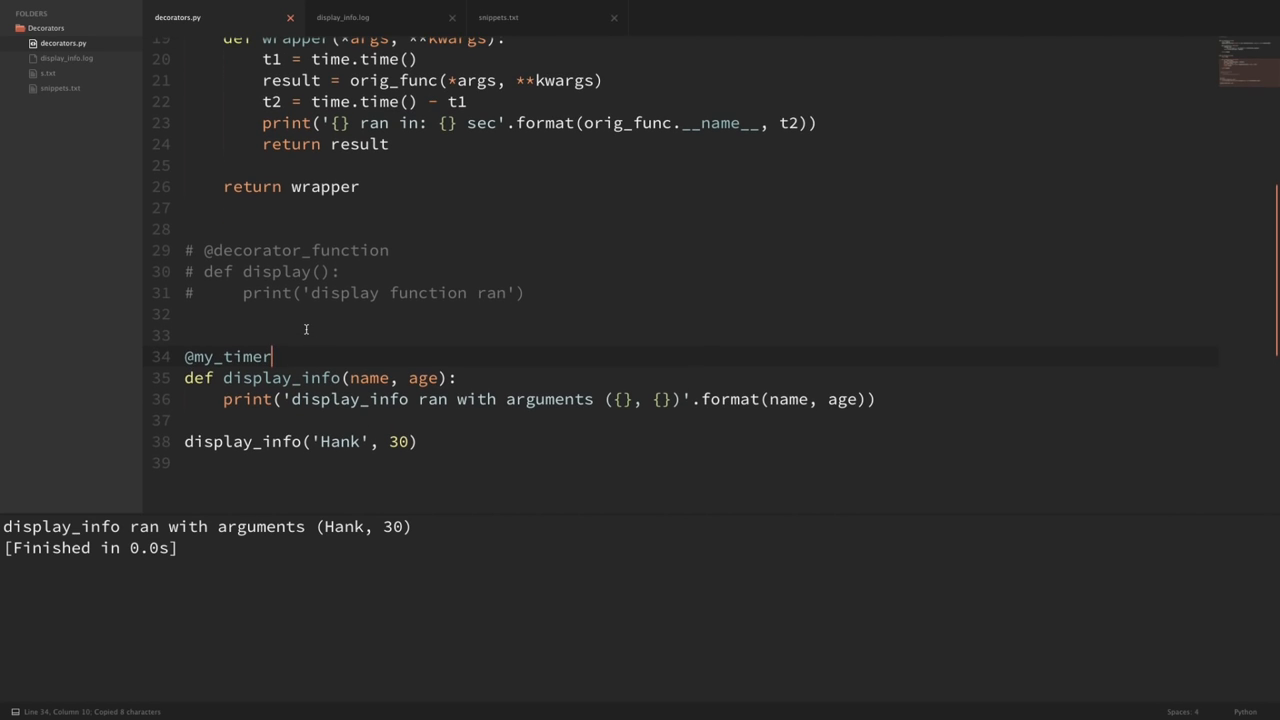 FOLDERS
Decorators
decorators.py
display_info.log
s.txt
snippets.txt
decorators.py
display_info.log
snippets.txt
19 def wrapper(*args, **kwargs):
20 t1 = time.time()
21 result = orig_func(*args, **kwargs)
22 t2 = time.time() - t1
23 print('{} ran in: {} sec'.format(orig_func.__name__, t2))
24 return result
25
26 return wrapper
27
28
29 # @decorator_function
30 # def display():
31 #     print('display function ran')
32
33
34 @my_timer
35 def display_info(name, age):
36 print('display_info ran with arguments ({}, {})'.format(name, age))
37
38 display_info('Hank', 30)
39
display_info ran with arguments (Hank, 30)
[Finished in 0.0s]
Line 34, Column 10; Copied 8 characters
Spaces: 4
Python